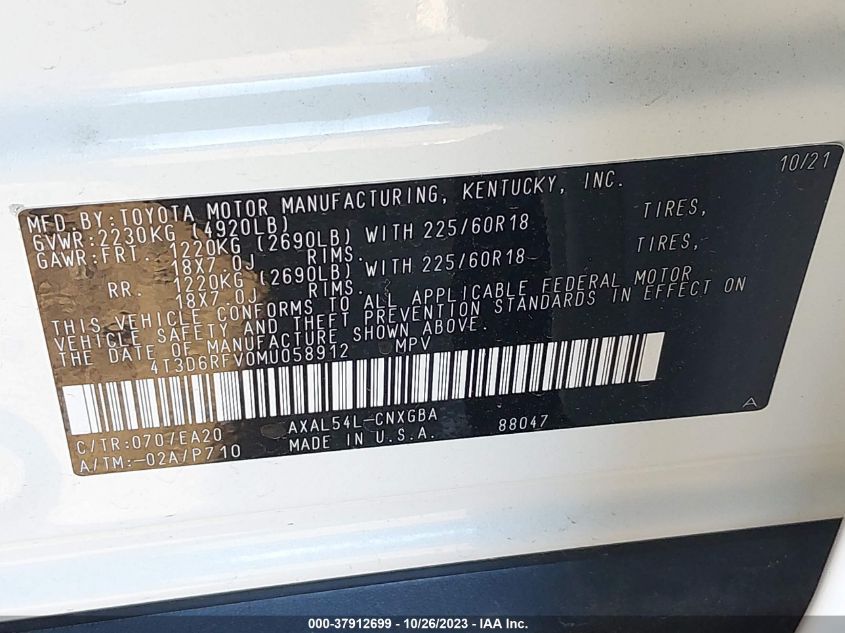 10/21
MFD.BY:TOYOTA MOTOR MANUFACTURING, KENTUCKY, INC.
GVWR:2230KG (4920LB)
GAWR:FRT. 1220KG (2690LB) WITH 225/60R18 TIRES,
18X7.0J RIMS.
RR. 1220KG (2690LB) WITH 225/60R18 TIRES,
18X7.0J RIMS.
THIS VEHICLE CONFORMS TO ALL APPLICABLE FEDERAL MOTOR
VEHICLE SAFETY AND THEFT PREVENTION STANDARDS IN EFFECT ON
THE DATE OF MANUFACTURE SHOWN ABOVE.
4T3D6RFV0MU058912 MPV
C/TR:0707/EA20 AXAL54L-CNXGBA A
A/TM:-02A/P710 MADE IN U.S.A. 88047
000-37912699 - 10/26/2023 - IAA Inc.